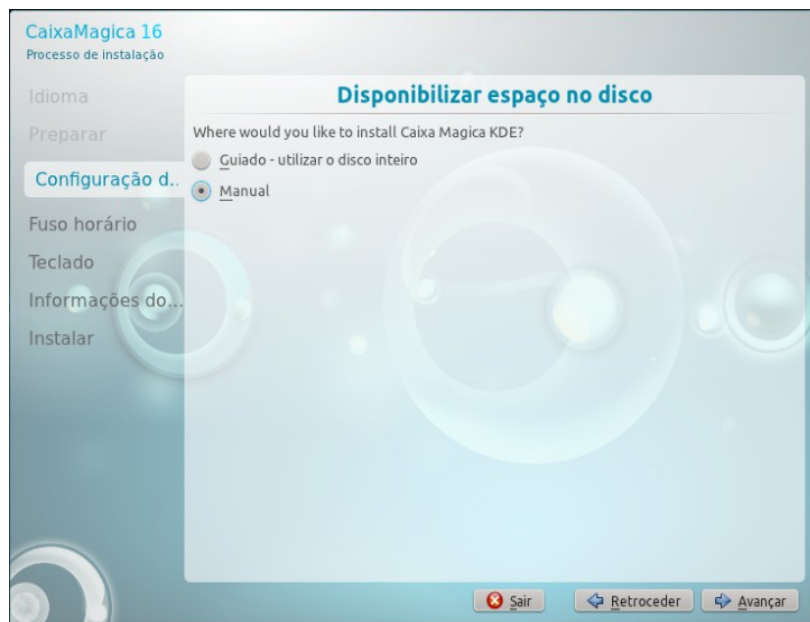 CaixaMagica 16
Processo de instalação
Idioma
Preparar
Configuração d..
Fuso horário
Teclado
Informações do...
Instalar
Disponibilizar espaço no disco
Where would you like to install Caixa Magica KDE?
Guiado - utilizar o disco inteiro
Manual
Sair
Retroceder
Avançar